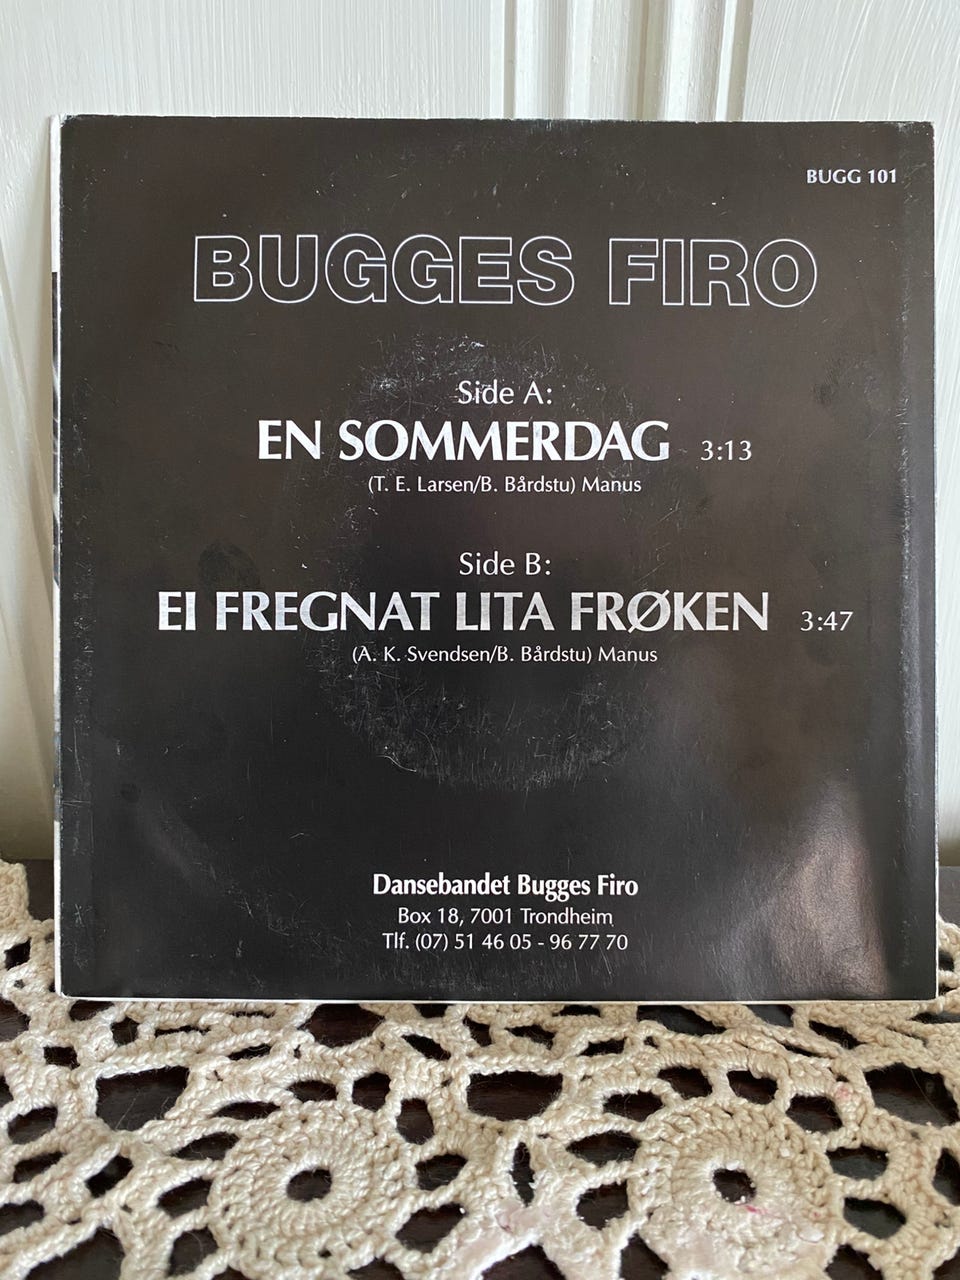 BUGG 101
BUGGES FIRO
Side A:
EN SOMMERDAG 3:13
(T. E. Larsen/B. Bårdstu) Manus
Side B:
EI FREGNAT LITA FRØKEN 3:47
(A. K. Svendsen/B. Bårdstu) Manus
Dansebandet Bugges Firo
Box 18, 7001 Trondheim
Tlf. (07) 51 46 05 - 96 77 70